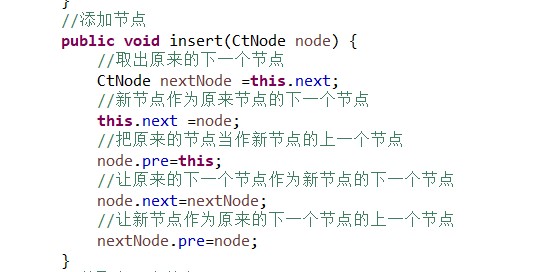 }
//添加节点
public void insert(CtNode node) {
//取出原来的下一个节点
CtNode nextNode =this.next;
//新节点作为原来节点的下一个节点
this.next =node;
//把原来的节点当作新节点的上一个节点
node.pre=this;
//让原来的下一个节点作为新节点的下一个节点
node.next=nextNode;
//让新节点作为原来的下一个节点的上一个节点
nextNode.pre=node;
}